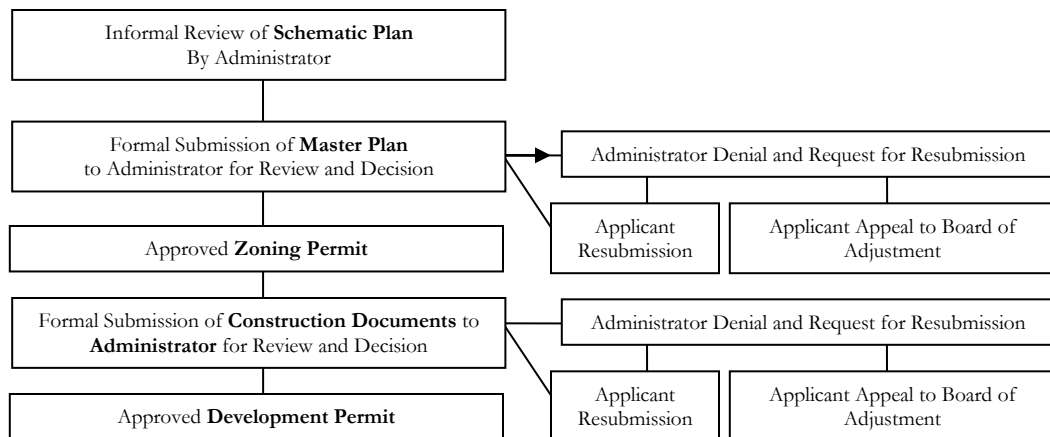 Informal Review of Schematic Plan
By Administrator
Formal Submission of Master Plan
to Administrator for Review and Decision
Administrator Denial and Request for Resubmission
Applicant
Resubmission
Applicant Appeal to Board of
Adjustment
Approved Zoning Permit
Formal Submission of Construction Documents to
Administrator for Review and Decision
Administrator Denial and Request for Resubmission
Applicant
Resubmission
Applicant Appeal to Board of
Adjustment
Approved Development Permit